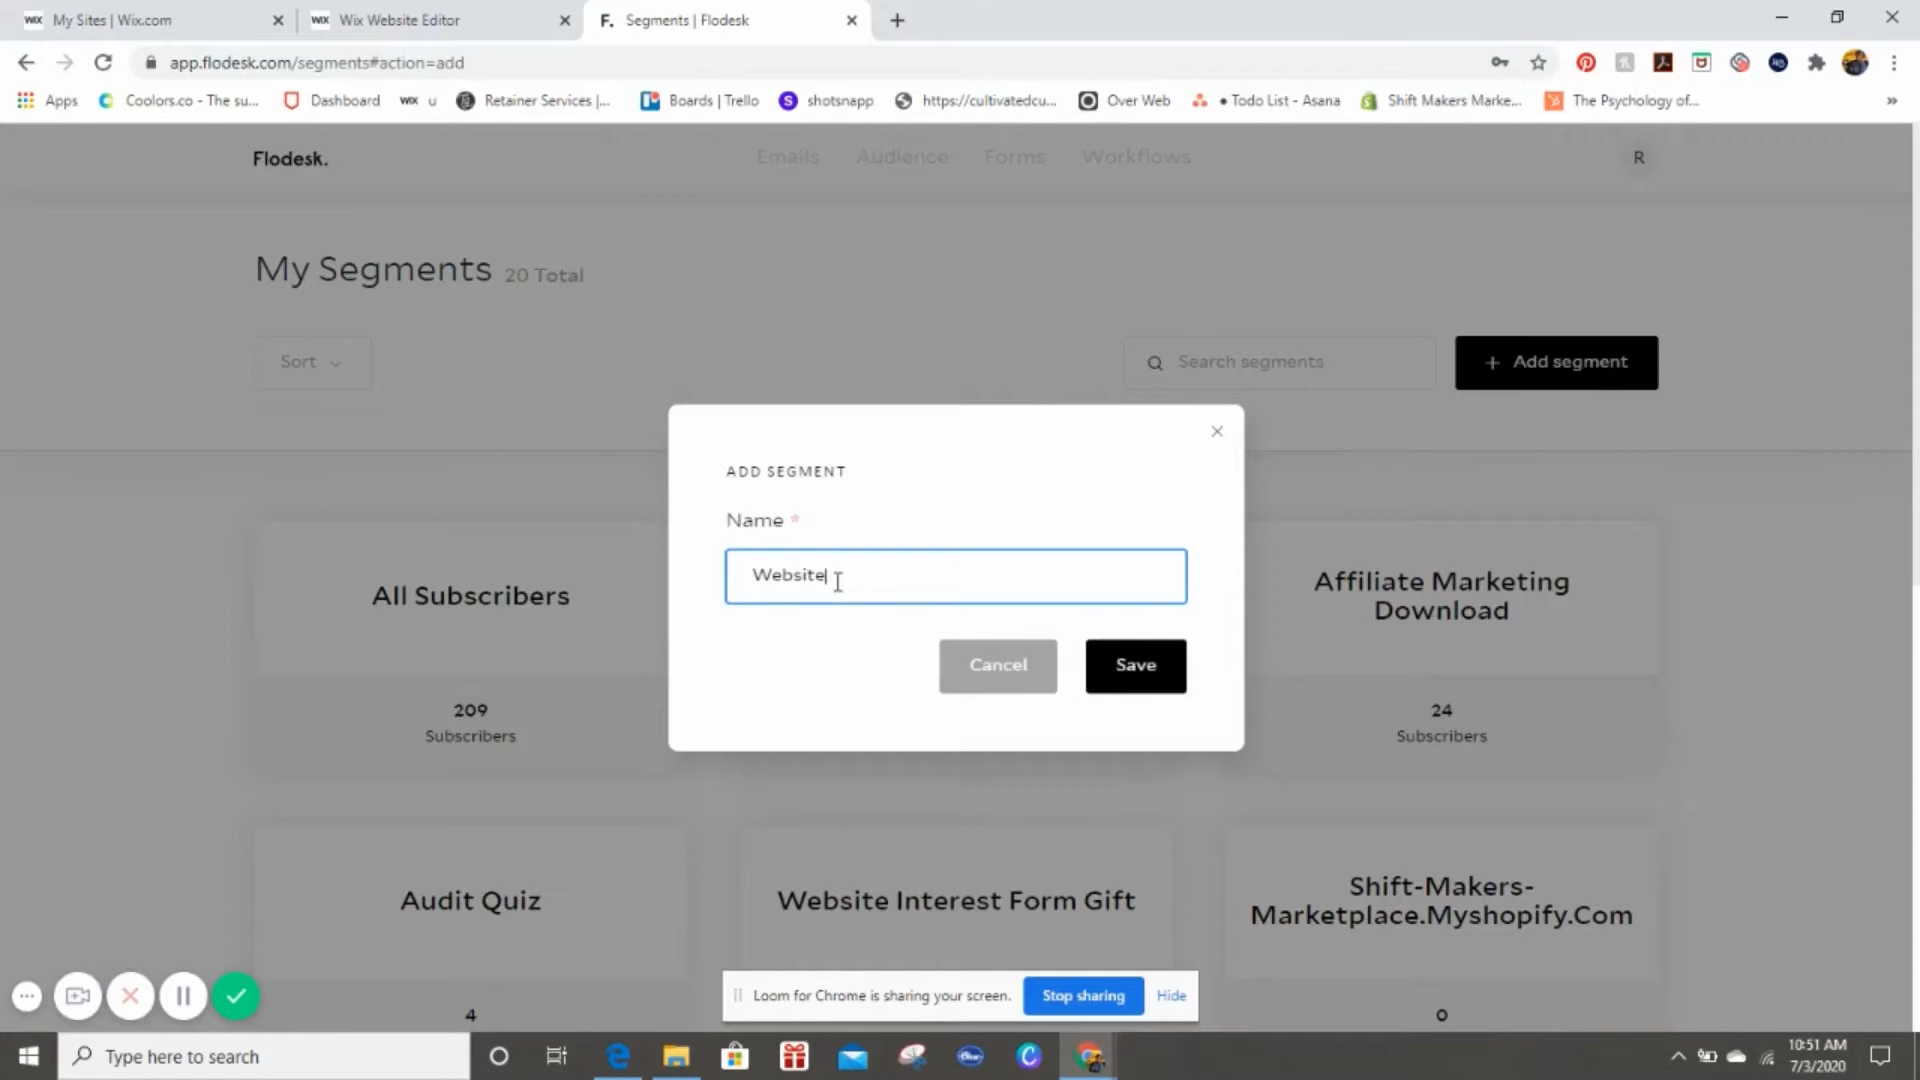 WIX My Sites | Wix.com
WIX Wix Website Editor
F. Segments | Flodesk
app.flodesk.com/segments#action=add
Apps
Coolors.co - The su...
Dashboard
WIX u
Retainer Services |...
Boards | Trello
S shotsnapp
https://cultivatedcu...
Over Web
• Todo List - Asana
Shift Makers Marke...
The Psychology of...
»
Flodesk.
Emails
Audience
Forms
Workflows
R
My Segments 20 Total
Sort
Search segments
+ Add segment
ADD SEGMENT
Name *
Website
Cancel
Save
All Subscribers
209
Subscribers
Affiliate Marketing
Download
24
Subscribers
Audit Quiz
4
Website Interest Form Gift
Shift-Makers-
Marketplace.Myshopify.Com
0
Loom for Chrome is sharing your screen.
Stop sharing
Hide
Type here to search
10:51 AM
7/3/2020